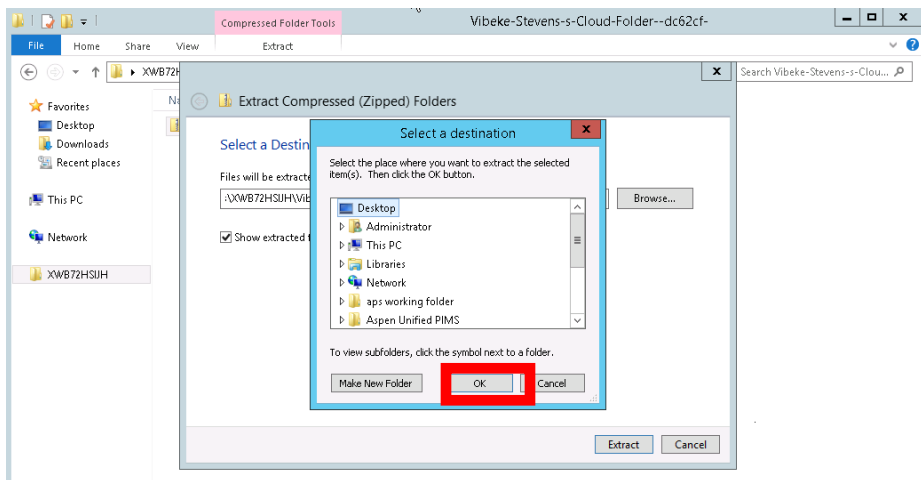 Compressed Folder Tools
Vibeke-Stevens-s-Cloud-Folder--dc62cf-
File Home Share View Extract
Search Vibeke-Stevens-s-Clou...
Extract Compressed (Zipped) Folders
Favorites
Desktop
Downloads
Recent places
This PC
Network
XWB72HSUH
Select a Destin
Files will be extracte
:\XWB72HSUH\Vib
Browse...
Show extracted
Select a destination
Select the place where you want to extract the selected
item(s). Then click the OK button.
Desktop
Administrator
This PC
Libraries
Network
aps working folder
Aspen Unified PIMS
To view subfolders, click the symbol next to a folder.
Make New Folder OK Cancel
Extract Cancel